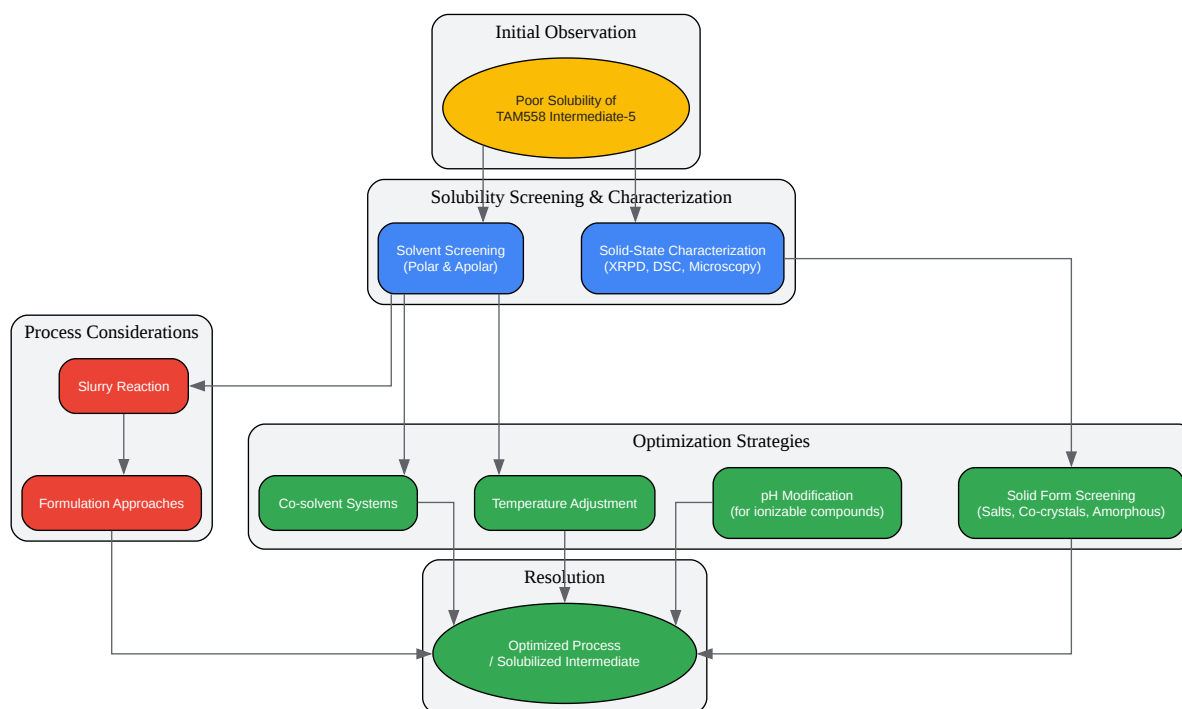 Initial Observation
Poor Solubility of
TAM558 Intermediate-5
Solubility Screening & Characterization
Solvent Screening
(Polar & Apolar)
Solid-State Characterization
(XRPD, DSC, Microscopy)
Process Considerations
Slurry Reaction
Formulation Approaches
Optimization Strategies
Co-solvent Systems
Temperature Adjustment
pH Modification
(for ionizable compounds)
Solid Form Screening
(Salts, Co-crystals, Amorphous)
Resolution
Optimized Process
/ Solubilized Intermediate